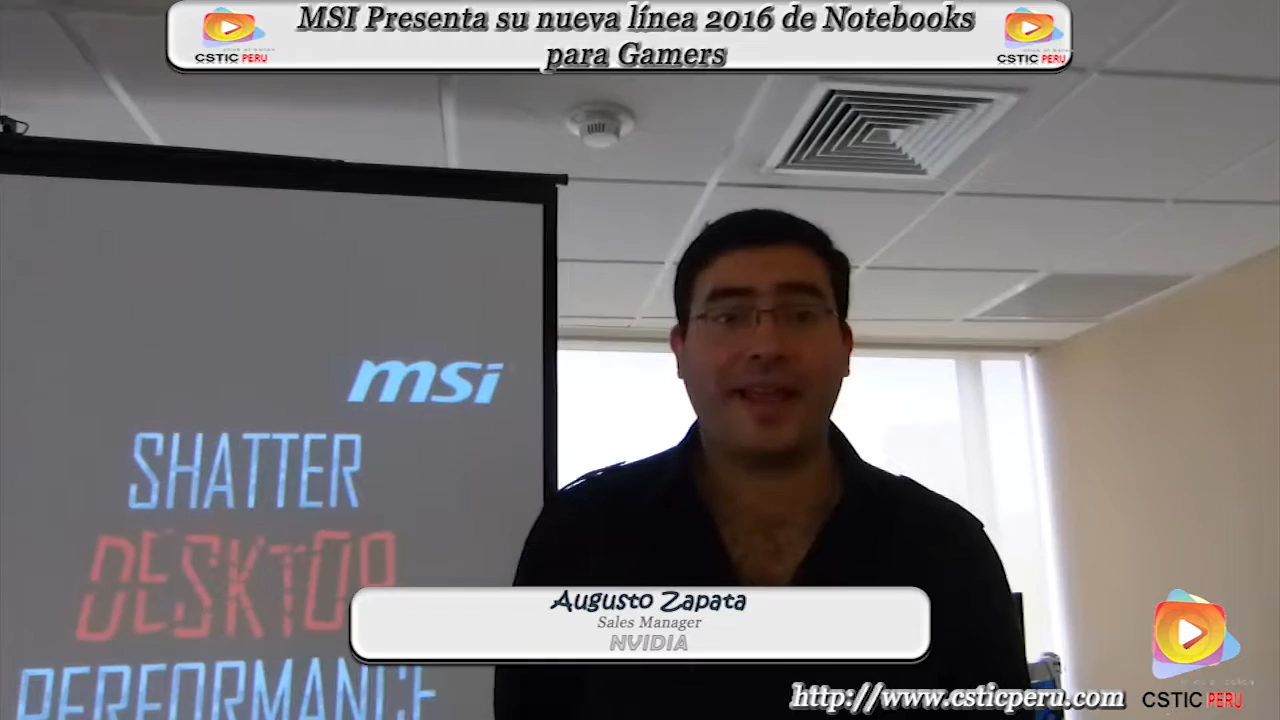 MSI Presenta su nueva línea 2016 de Notebooks
para Gamers
CSTIC PERU
CSTIC PERU
msi
SHATTER
DESKTOP
PERFORMANCE
Augusto Zapata
Sales Manager
NVIDIA
http://www.csticperu.com
CSTIC PERU